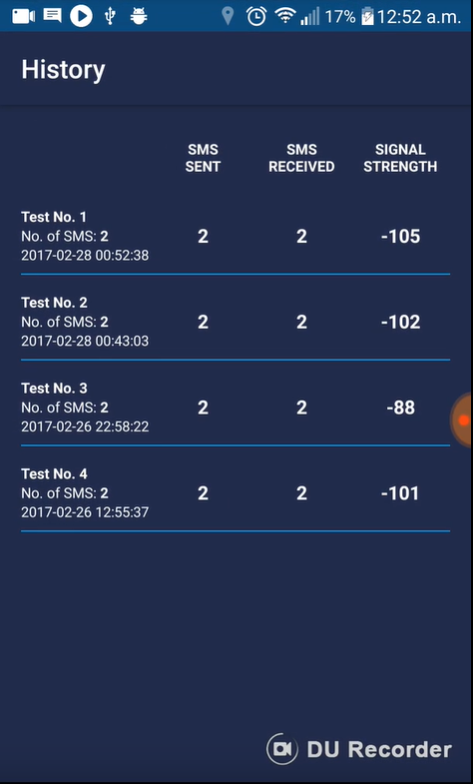 17% 12:52 a.m.
History
SMS SENT
SMS RECEIVED
SIGNAL STRENGTH
Test No. 1
No. of SMS: 2
2017-02-28 00:52:38
2 2 -105
Test No. 2
No. of SMS: 2
2017-02-28 00:43:03
2 2 -102
Test No. 3
No. of SMS: 2
2017-02-26 22:58:22
2 2 -88
Test No. 4
No. of SMS: 2
2017-02-26 12:55:37
2 2 -101
DU Recorder